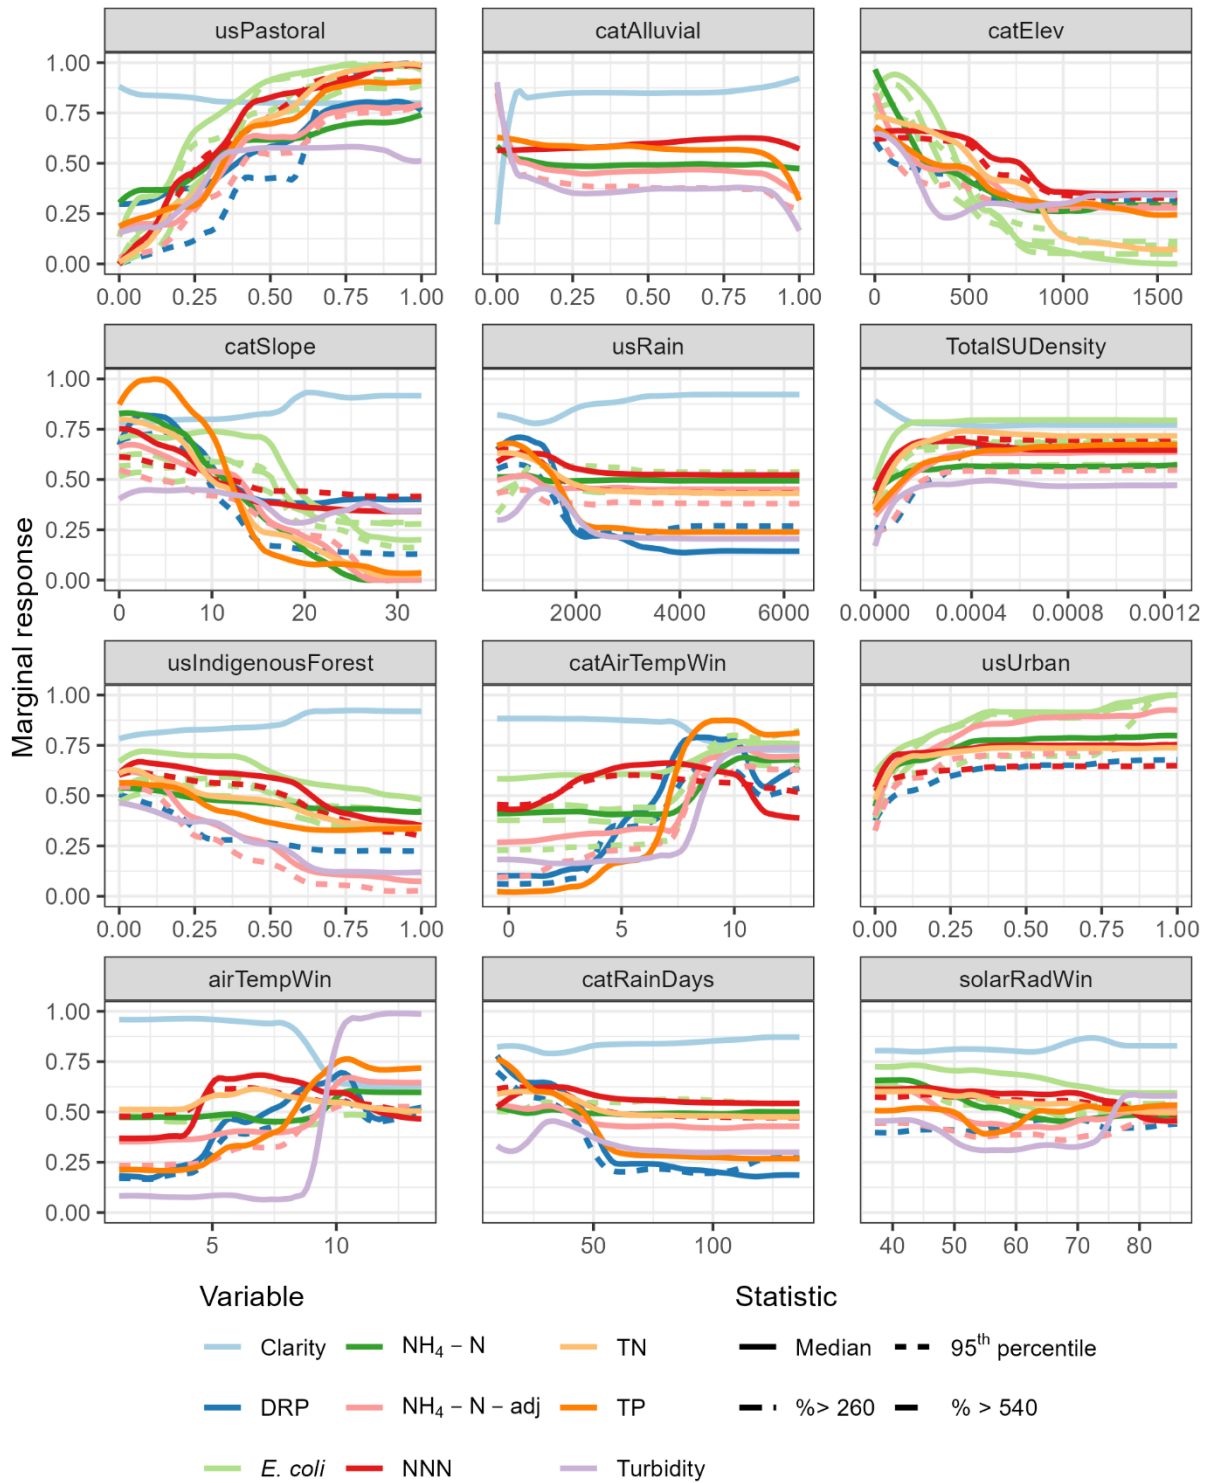 usPastoral catAlluvial catElev
1.00
0.75
0.50
0.25
0.00
0.00 0.25 0.50 0.75 1.00 0.00 0.25 0.50 0.75 1.00 0 500 1000 1500
catSlope usRain TotalSUDensity
1.00
0.75
0.50
0.25
0.00
0 10 20 30 2000 4000 6000 0.0000 0.0004 0.0008 0.0012
Marginal response
usIndigenousForest catAirTempWin usUrban
1.00
0.75
0.50
0.25
0.00
0.00 0.25 0.50 0.75 1.00 0 5 10 0.00 0.25 0.50 0.75 1.00
airTempWin catRainDays solarRadWin
1.00
0.75
0.50
0.25
0.00
5 10 50 100 40 50 60 70 80
Variable Statistic
Clarity NH₄ − N TN Median 95ᵗʰ percentile
DRP NH₄ − N − adj TP %> 260 % > 540
E. coli NNN Turbidity